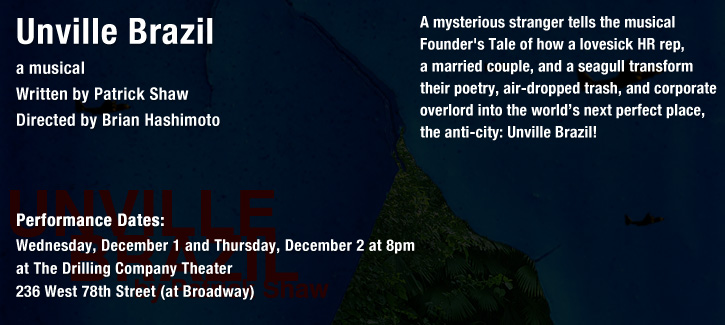 Unville Brazil
a musical
Written by Patrick Shaw
Directed by Brian Hashimoto
A mysterious stranger tells the musical
Founder's Tale of how a lovesick HR rep,
a married couple, and a seagull transform
their poetry, air-dropped trash, and corporate
overlord into the world’s next perfect place,
the anti-city: Unville Brazil!
UNVILLE
BRAZIL
Shaw
Performance Dates:
Wednesday, December 1 and Thursday, December 2 at 8pm
at The Drilling Company Theater
236 West 78th Street (at Broadway)